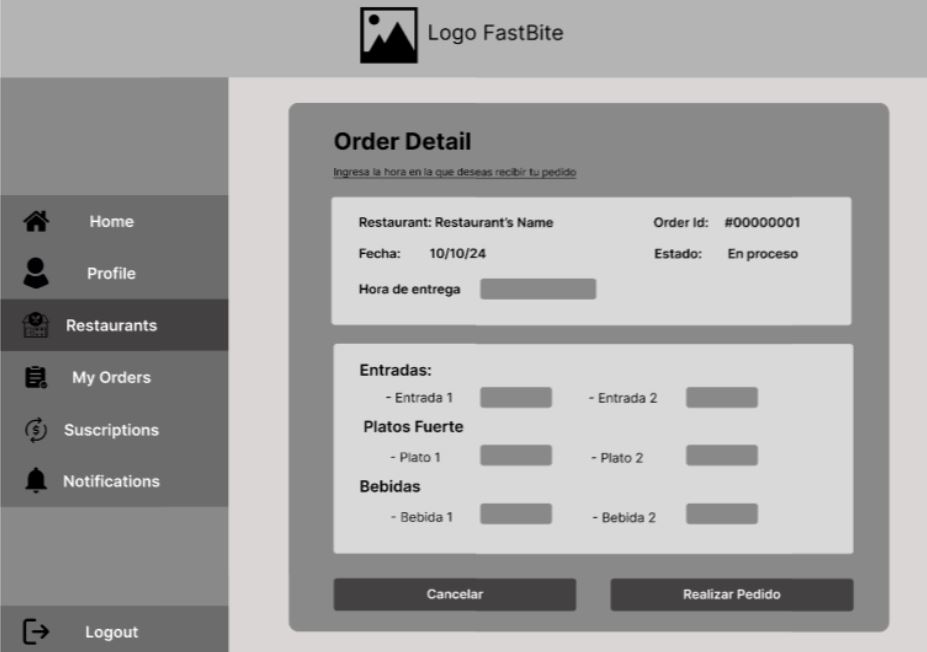 Logo FastBite
Home
Profile
Restaurants
My Orders
Suscriptions
Notifications
Logout
Order Detail
Ingresa la hora en la que deseas recibir tu pedido
Restaurant: Restaurant's Name
Order Id: #00000001
Fecha: 10/10/24
Estado: En proceso
Hora de entrega
Entradas:
- Entrada 1
- Entrada 2
Platos Fuerte
- Plato 1
- Plato 2
Bebidas
- Bebida 1
- Bebida 2
Cancelar
Realizar Pedido